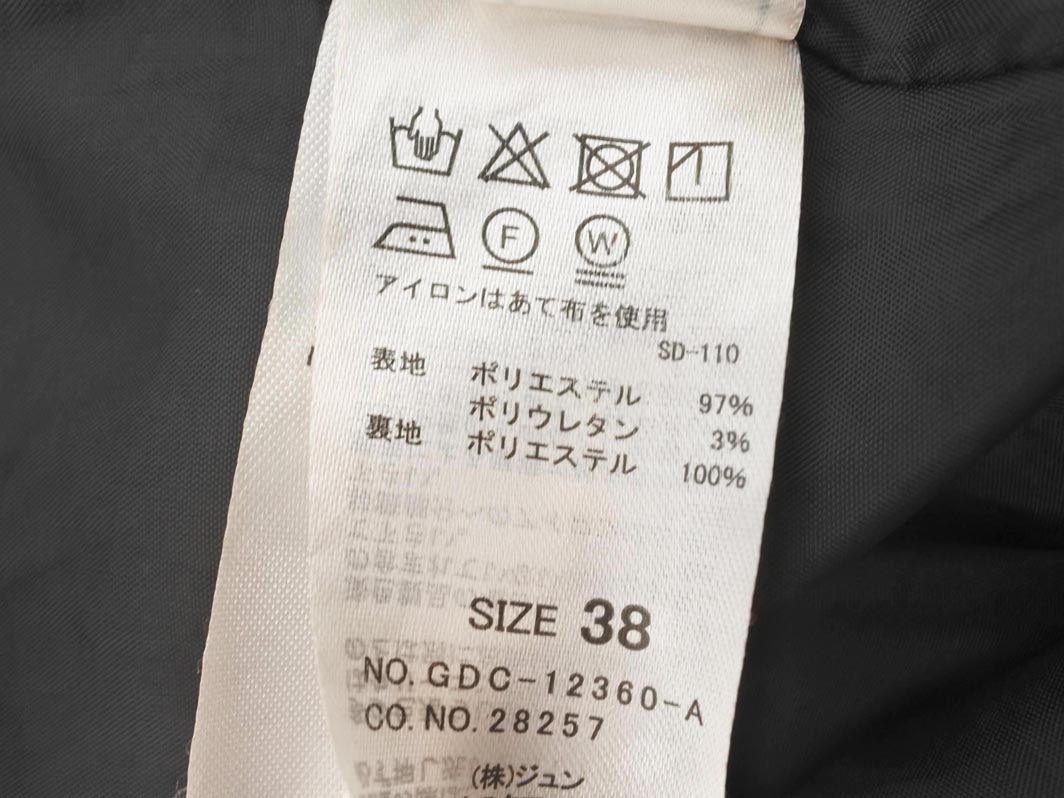 F W
アイロンはあて布を使用
SD-110
表地 ポリエステル 97%
ポリウレタン 3%
裏地 ポリエステル 100%
SIZE 38
NO. GDC-12360-A
CO. NO. 28257
(株)ジュン